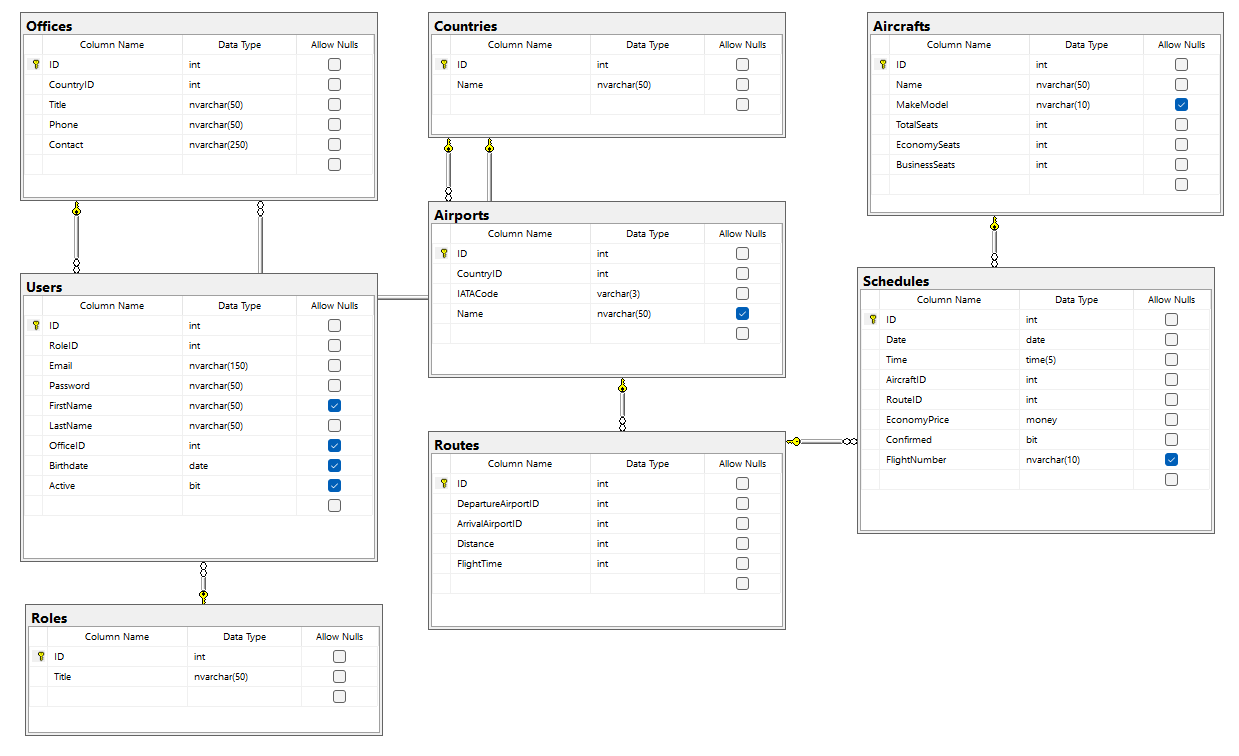 Offices
Column Name Data Type Allow Nulls
ID int
CountryID int
Title nvarchar(50)
Phone nvarchar(50)
Contact nvarchar(250)
Countries
Column Name Data Type Allow Nulls
ID int
Name nvarchar(50)
Aircrafts
Column Name Data Type Allow Nulls
ID int
Name nvarchar(50)
MakeModel nvarchar(10)
TotalSeats int
EconomySeats int
BusinessSeats int
Airports
Column Name Data Type Allow Nulls
ID int
CountryID int
IATACode varchar(3)
Name nvarchar(50)
Users
Column Name Data Type Allow Nulls
ID int
RoleID int
Email nvarchar(150)
Password nvarchar(50)
FirstName nvarchar(50)
LastName nvarchar(50)
OfficeID int
Birthdate date
Active bit
Schedules
Column Name Data Type Allow Nulls
ID int
Date date
Time time(5)
AircraftID int
RouteID int
EconomyPrice money
Confirmed bit
FlightNumber nvarchar(10)
Routes
Column Name Data Type Allow Nulls
ID int
DepartureAirportID int
ArrivalAirportID int
Distance int
FlightTime int
Roles
Column Name Data Type Allow Nulls
ID int
Title nvarchar(50)